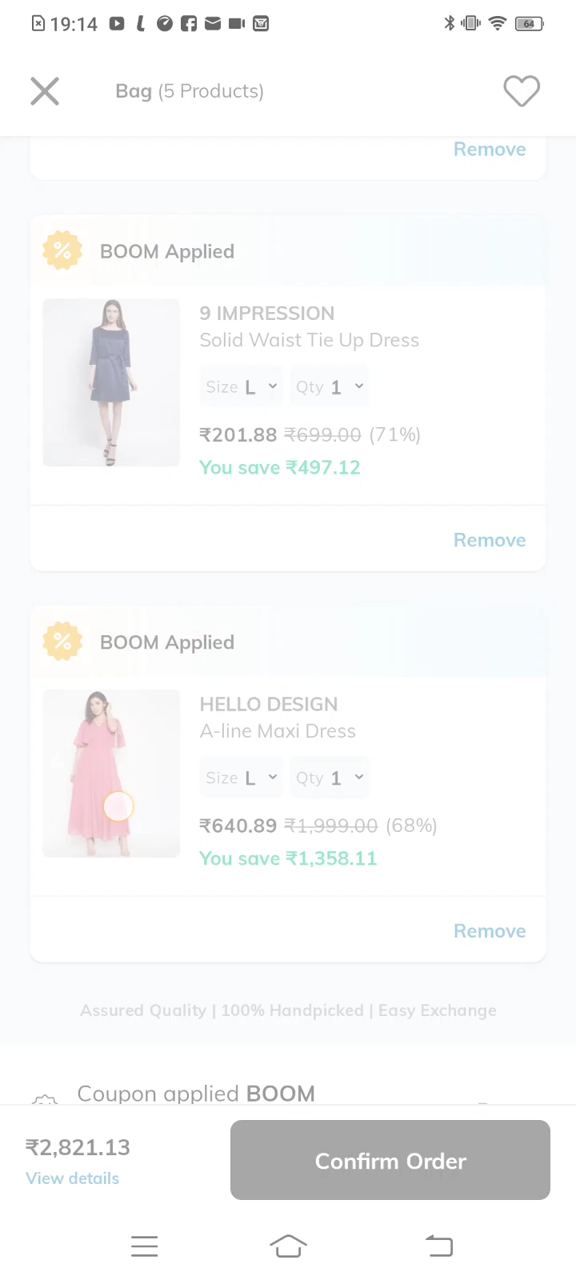 19:14
64
Bag (5 Products)
Remove
BOOM Applied
9 IMPRESSION
Solid Waist Tie Up Dress
Size L Qty 1
₹201.88 ₹699.00 (71%)
You save ₹497.12
Remove
BOOM Applied
HELLO DESIGN
A-line Maxi Dress
Size L Qty 1
₹640.89 ₹1,999.00 (68%)
You save ₹1,358.11
Remove
Assured Quality | 100% Handpicked | Easy Exchange
Coupon applied BOOM
₹2,821.13
View details
Confirm Order